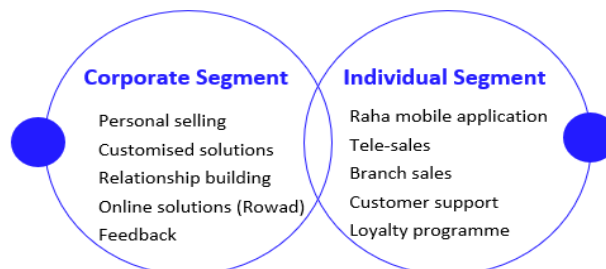 Corporate Segment
Personal selling
Customised solutions
Relationship building
Online solutions (Rowad)
Feedback
Individual Segment
Raha mobile application
Tele-sales
Branch sales
Customer support
Loyalty programme